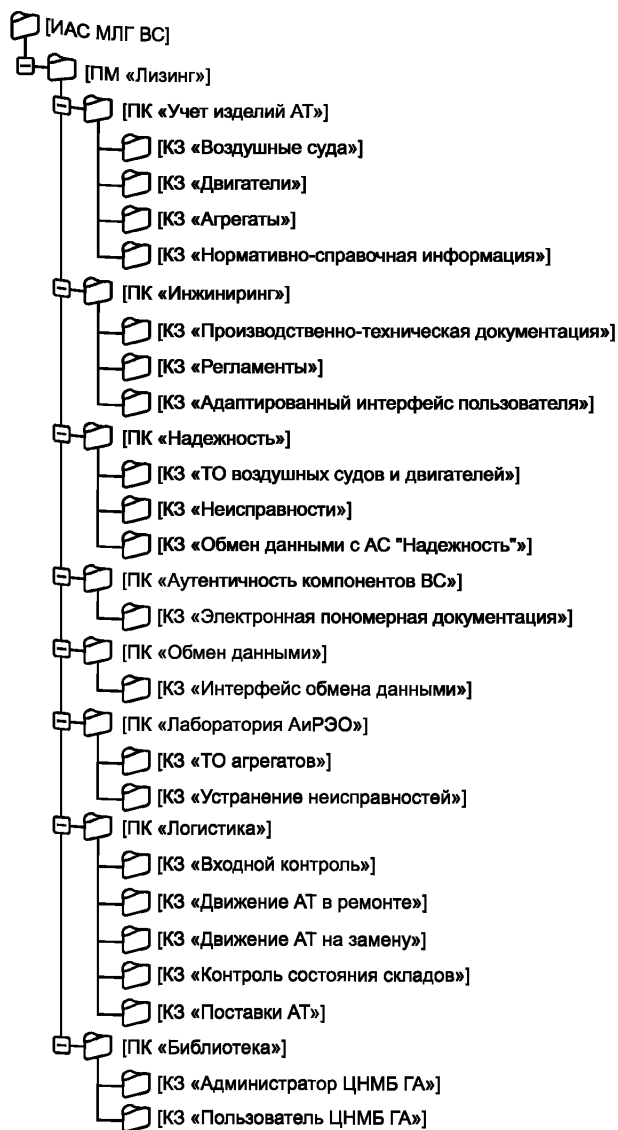 [ИАС МЛГ ВС]
[ПМ «Лизинг»]
[ПК «Учет изделий АТ»]
[КЗ «Воздушные суда»]
[КЗ «Двигатели»]
[КЗ «Агрегаты»]
[КЗ «Нормативно-справочная информация»]
[ПК «Инжиниринг»]
[КЗ «Производственно-техническая документация»]
[КЗ «Регламенты»]
[КЗ «Адаптированный интерфейс пользователя»]
[ПК «Надежность»]
[КЗ «ТО воздушных судов и двигателей»]
[КЗ «Неисправности»]
[КЗ «Обмен данными с АС "Надежность"»]
[ПК «Аутентичность компонентов ВС»]
[КЗ «Электронная пономерная документация»]
[ПК «Обмен данными»]
[КЗ «Интерфейс обмена данными»]
[ПК «Лаборатория АиРЭО»]
[КЗ «ТО агрегатов»]
[КЗ «Устранение неисправностей»]
[ПК «Логистика»]
[КЗ «Входной контроль»]
[КЗ «Движение АТ в ремонте»]
[КЗ «Движение АТ на замену»]
[КЗ «Контроль состояния складов»]
[КЗ «Поставки АТ»]
[ПК «Библиотека»]
[КЗ «Администратор ЦНМБ ГА»]
[КЗ «Пользователь ЦНМБ ГА»]